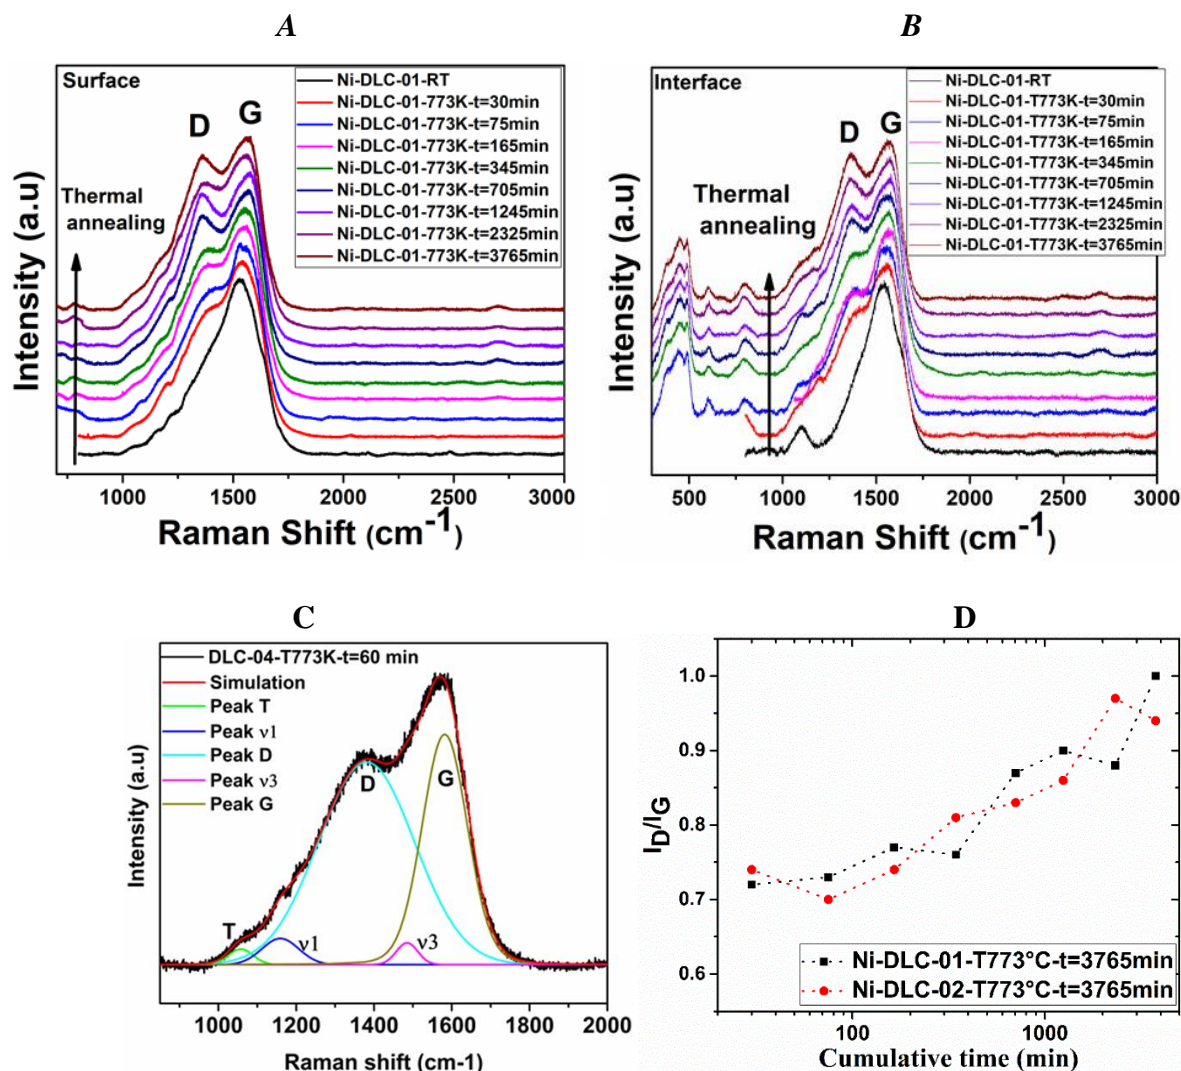 A
Surface
Ni-DLC-01-RT
Ni-DLC-01-773K-t=30min
Ni-DLC-01-773K-t=75min
Ni-DLC-01-773K-t=165min
Ni-DLC-01-773K-t=345min
Ni-DLC-01-773K-t=705min
Ni-DLC-01-773K-t=1245min
Ni-DLC-01-773K-t=2325min
Ni-DLC-01-773K-t=3765min
D
G
Thermal
annealing
Intensity (a.u)
1000 1500 2000 2500 3000
Raman Shift (cm-1)
B
Interface
Ni-DLC-01-RT
Ni-DLC-01-T773K-t=30min
Ni-DLC-01-T773K-t=75min
Ni-DLC-01-T773K-t=165min
Ni-DLC-01-T773K-t=345min
Ni-DLC-01-T773K-t=705min
Ni-DLC-01-T773K-t=1245min
Ni-DLC-01-T773K-t=2325min
Ni-DLC-01-T773K-t=3765min
D
G
Thermal
annealing
Intensity (a.u)
500 1000 1500 2000 2500 3000
Raman Shift (cm-1)
C
DLC-04-T773K-t=60 min
Simulation
Peak T
Peak ν1
Peak D
Peak ν3
Peak G
D
G
T
ν1
ν3
Intensity (a.u)
1000 1200 1400 1600 1800 2000
Raman shift (cm-1)
D
1.0
0.9
0.8
0.7
0.6
ID/IG
Ni-DLC-01-T773°C-t=3765min
Ni-DLC-02-T773°C-t=3765min
100 1000
Cumulative time (min)